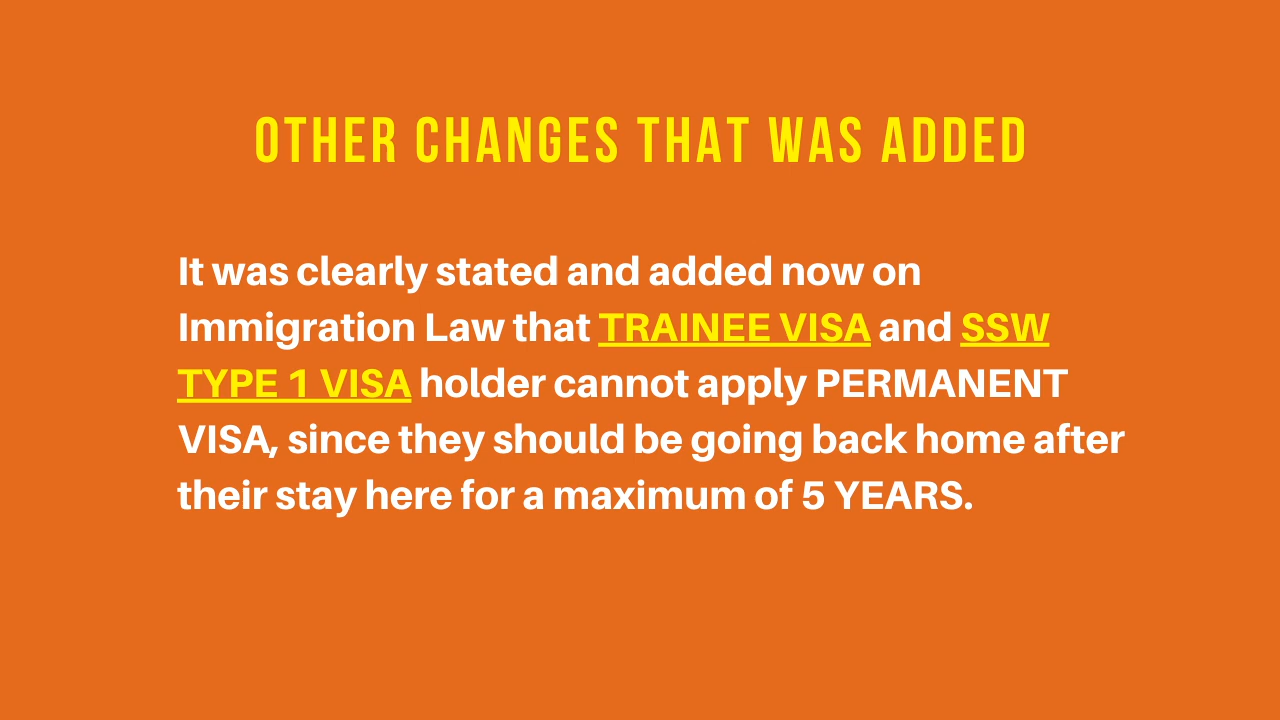 OTHER CHANGES THAT WAS ADDED
It was clearly stated and added now on
Immigration Law that TRAINEE VISA and SSW
TYPE 1 VISA holder cannot apply PERMANENT
VISA, since they should be going back home after
their stay here for a maximum of 5 YEARS.